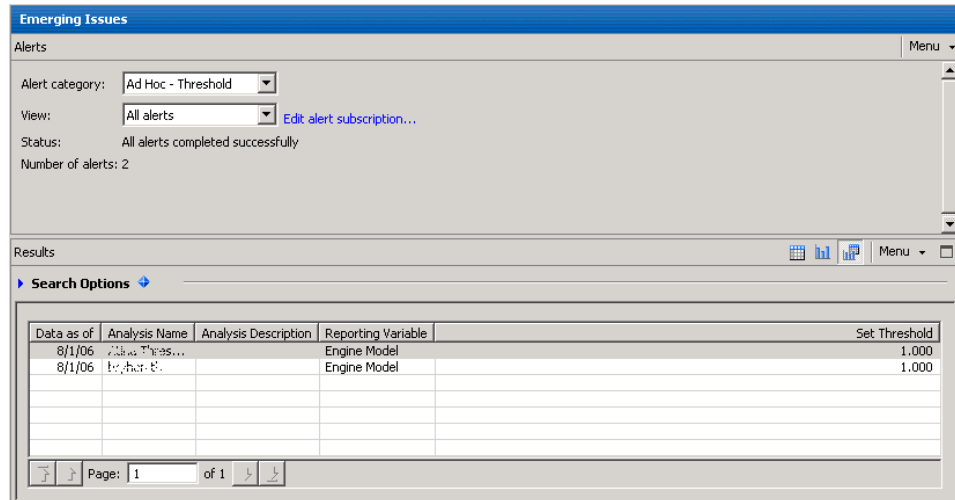 Emerging Issues
Alerts Menu
Alert category: Ad Hoc - Threshold
View: All alerts Edit alert subscription...
Status: All alerts completed successfully
Number of alerts: 2
Results Menu
Search Options
Data as of Analysis Name Analysis Description Reporting Variable Set Threshold
8/1/06 Engine Model 1.000
8/1/06 Engine Model 1.000
Page: 1 of 1